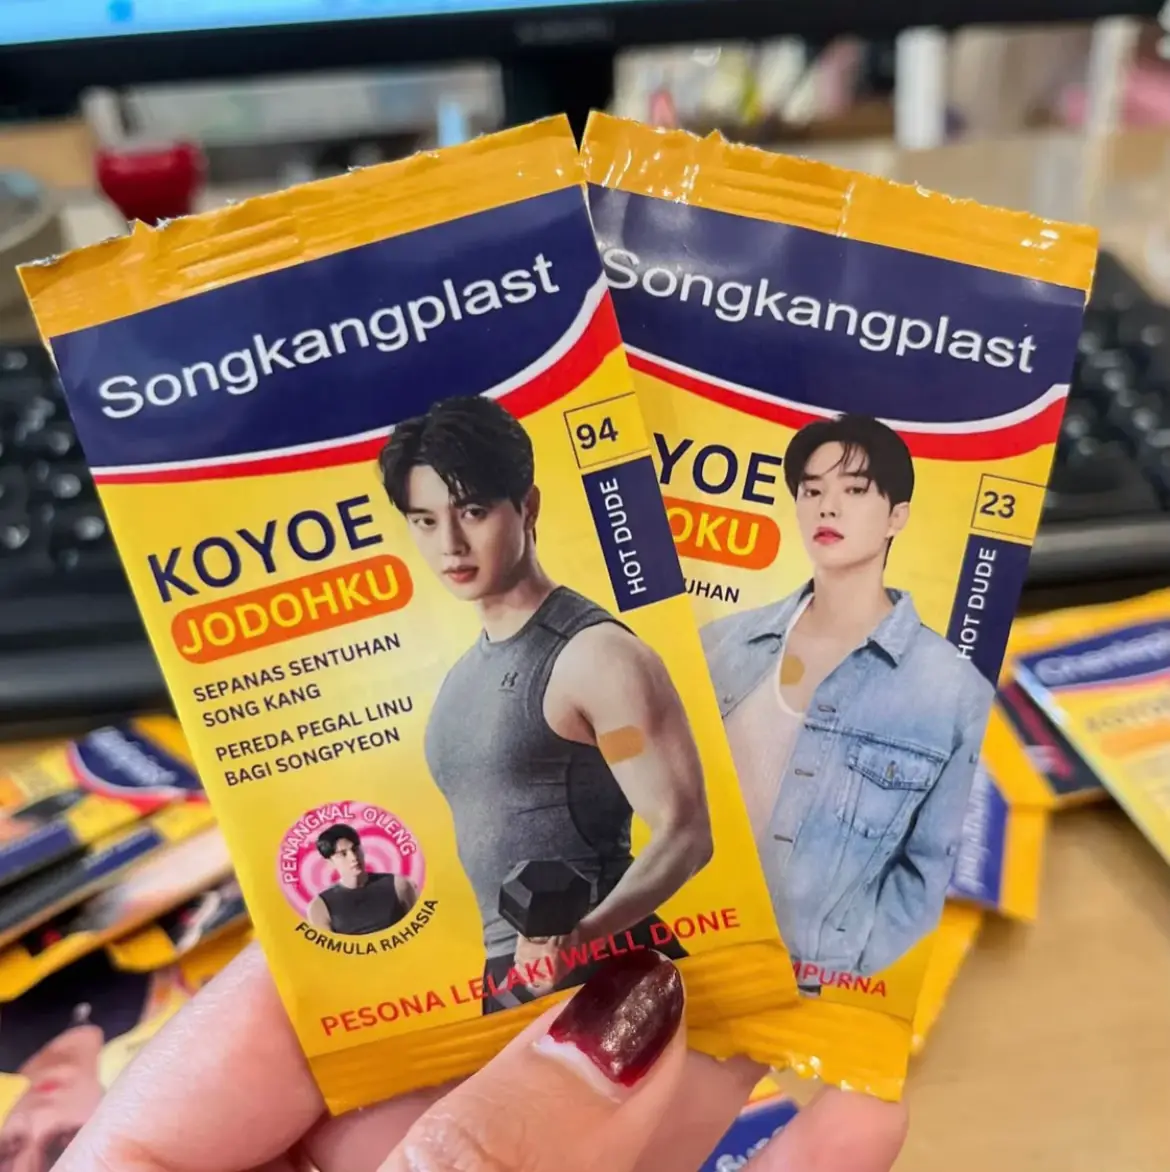 Songkangplast
94
HOT DUDE
KOYOE
JODOHKU
SEPANAS SENTUHAN
SONG KANG
PEREDA PEGAL LINU
BAGI SONGPYEON
PENANGKAL OLENG
FORMULA RAHASIA
PESONA LELAKI WELL DONE
Songkangplast
23
HOT DUDE
YOE
OKU
UHAN
MPURNA